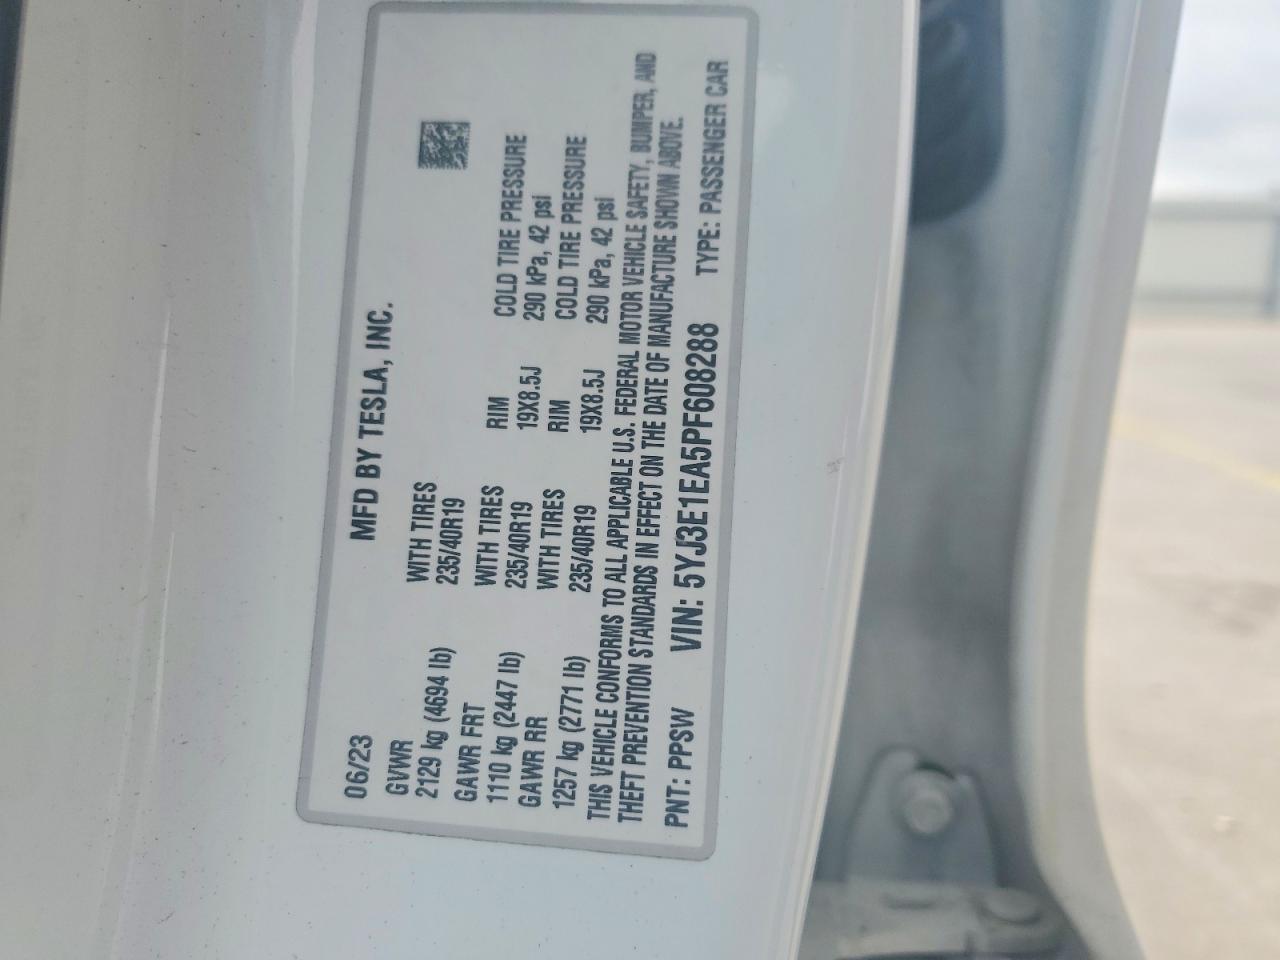 06/23 MFD BY TESLA, INC.
GVWR
2129 kg (4694 lb) WITH TIRES
235/40R19
GAWR FRT
1110 kg (2447 lb) WITH TIRES RIM COLD TIRE PRESSURE
235/40R19 19X8.5J 290 kPa, 42 psi
GAWR RR
1257 kg (2771 lb) WITH TIRES RIM COLD TIRE PRESSURE
235/40R19 19X8.5J 290 kPa, 42 psi
THIS VEHICLE CONFORMS TO ALL APPLICABLE U.S. FEDERAL MOTOR VEHICLE SAFETY, BUMPER, AND
THEFT PREVENTION STANDARDS IN EFFECT ON THE DATE OF MANUFACTURE SHOWN ABOVE.
PNT: PPSW VIN: 5YJ3E1EA5PF608288 TYPE: PASSENGER CAR